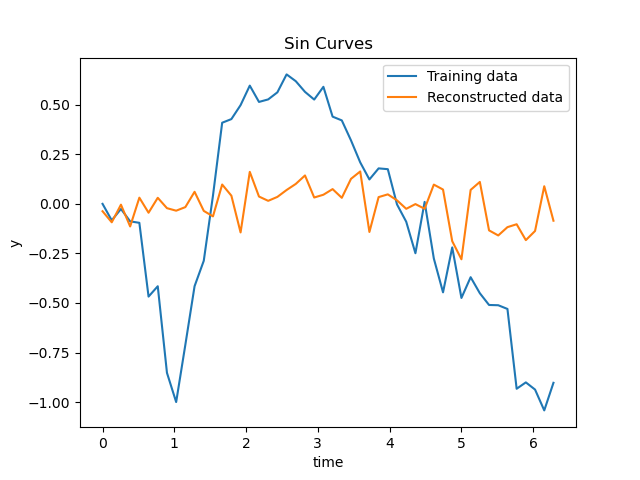 Sin Curves
Training data
Reconstructed data
y
0.50
0.25
0.00
−0.25
−0.50
−0.75
−1.00
0 1 2 3 4 5 6
time